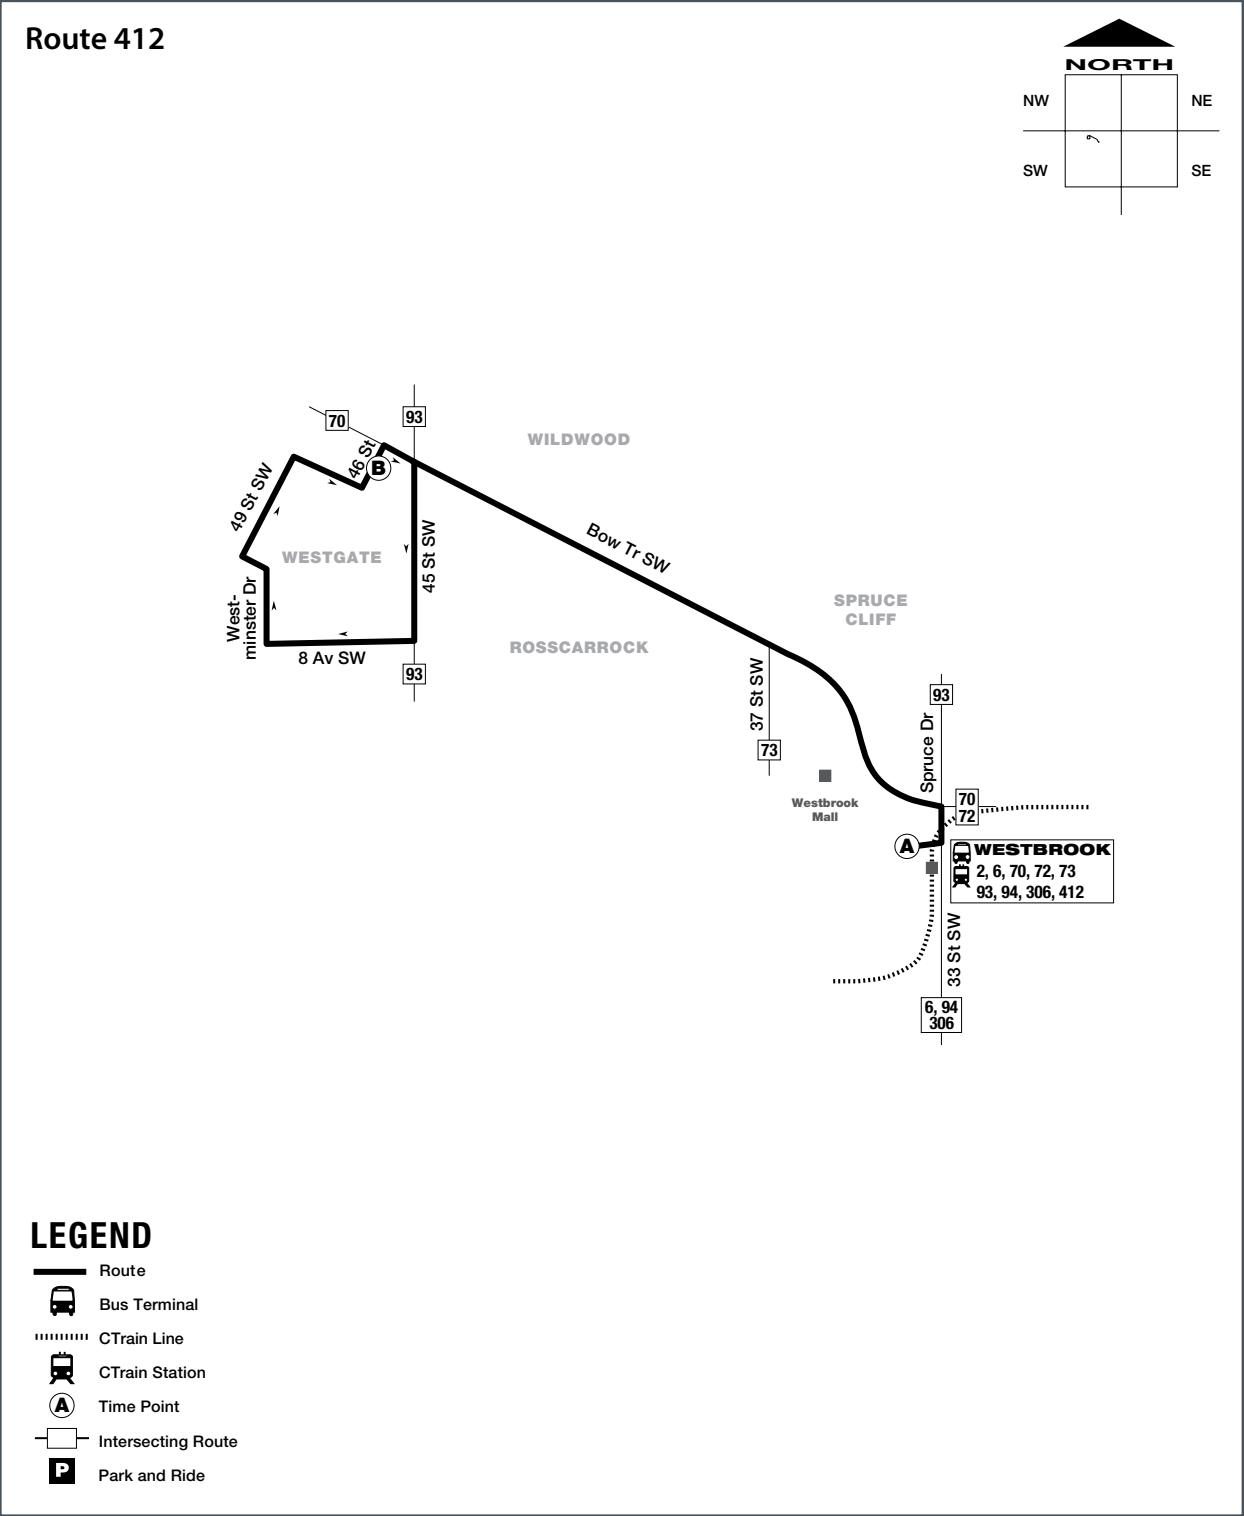 Route 412
NORTH
NW
NE
SW
SE
70
93
WILDWOOD
46 St
B
49 St SW
WESTGATE
45 St SW
Bow Tr SW
SPRUCE
CLIFF
West-
minster Dr
ROSSCARROCK
8 Av SW
93
37 St SW
93
Spruce Dr
73
Westbrook
Mall
70
72
A
WESTBROOK
2, 6, 70, 72, 73
93, 94, 306, 412
33 St SW
6, 94
306
LEGEND
Route
Bus Terminal
CTrain Line
CTrain Station
A
Time Point
Intersecting Route
P
Park and Ride